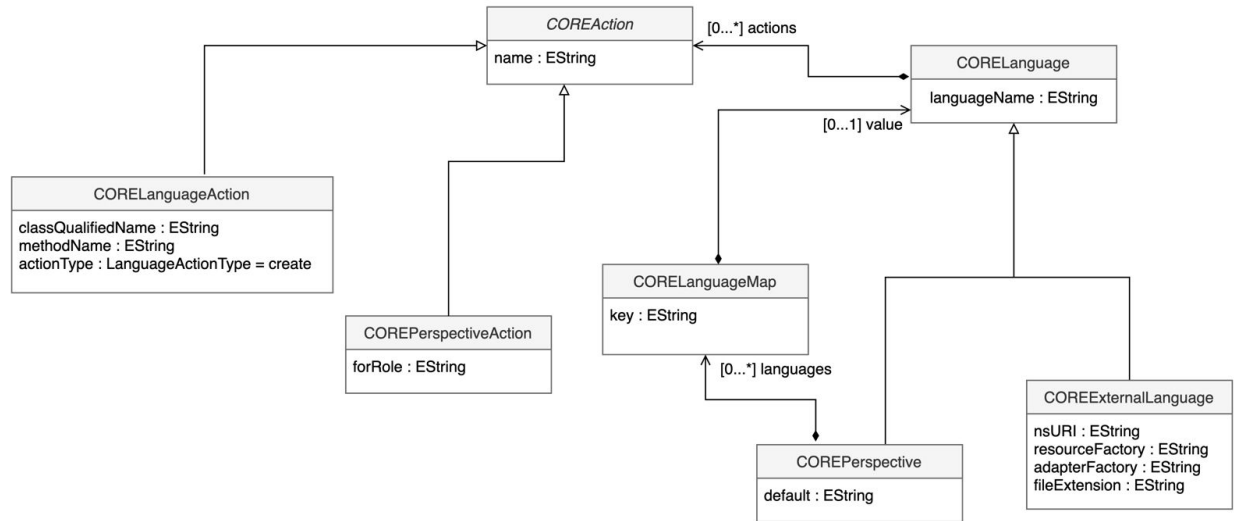 COREAction
name : EString
[0...*] actions
CORELanguage
languageName : EString
[0...1] value
CORELanguageAction
classQualifiedName : EString
methodName : EString
actionType : LanguageActionType = create
CORELanguageMap
key : EString
COREPerspectiveAction
forRole : EString
[0...*] languages
COREExternalLanguage
nsURI : EString
resourceFactory : EString
adapterFactory : EString
fileExtension : EString
COREPerspective
default : EString